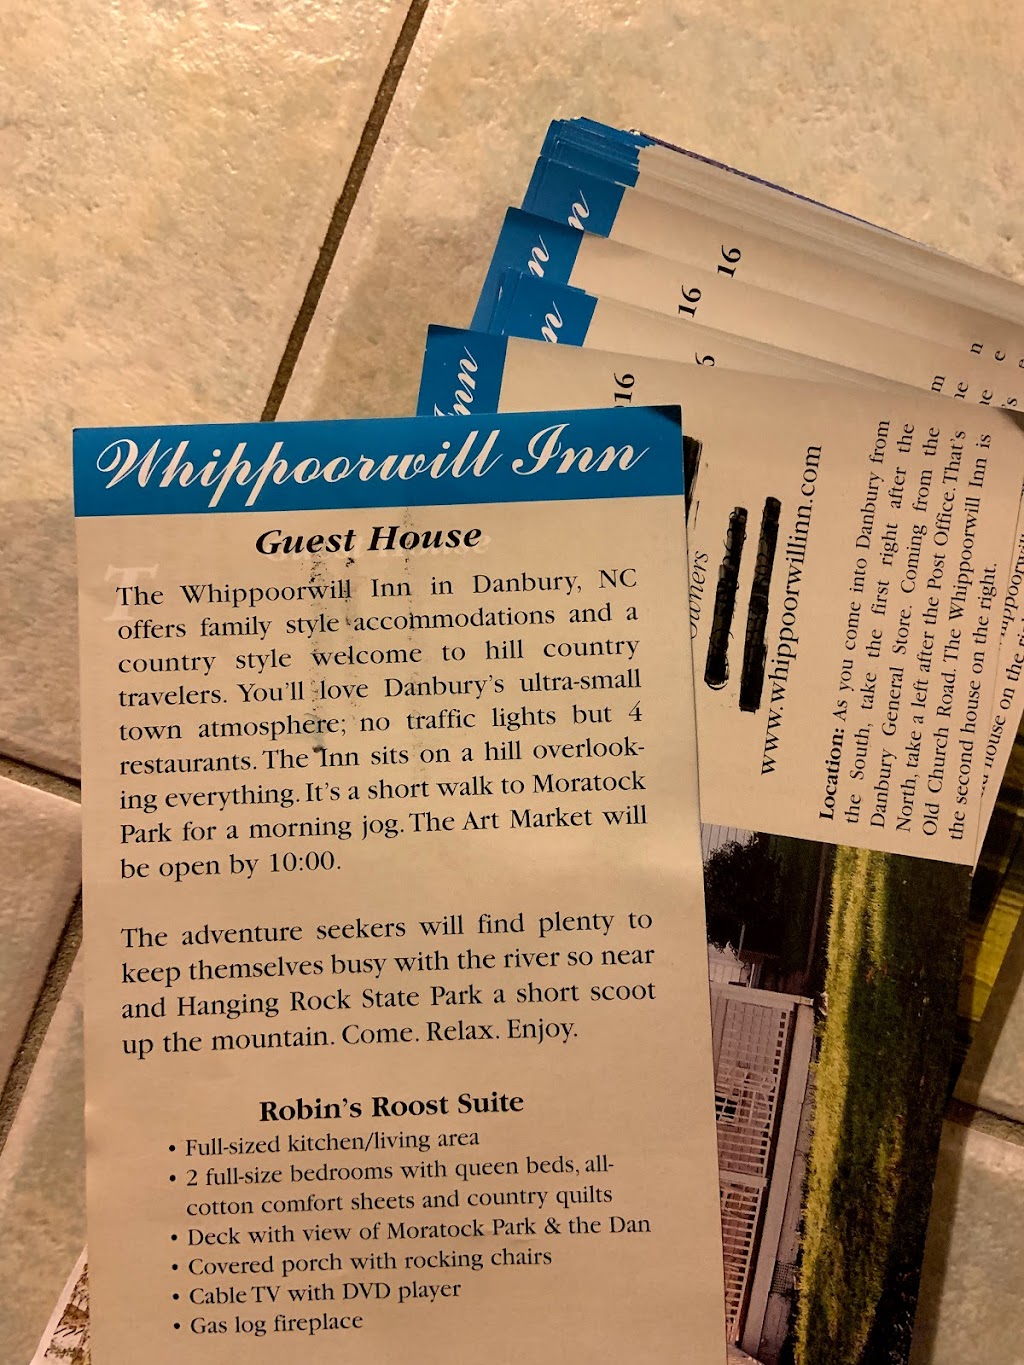 Whippoorwill Inn
Guest House
The Whippoorwill Inn in Danbury, NC
offers family style accommodations and a
country style welcome to hill country
travelers. You'll love Danbury's ultra-small
town atmosphere; no traffic lights but 4
restaurants. The Inn sits on a hill overlook-
ing everything. It's a short walk to Moratock
Park for a morning jog. The Art Market will
be open by 10:00.
The adventure seekers will find plenty to
keep themselves busy with the river so near
and Hanging Rock State Park a short scoot
up the mountain. Come. Relax. Enjoy.
Robin's Roost Suite
• Full-sized kitchen/living area
• 2 full-size bedrooms with queen beds, all-
cotton comfort sheets and country quilts
• Deck with view of Moratock Park & the Dan
• Covered porch with rocking chairs
• Cable TV with DVD player
• Gas log fireplace
Inn
16
Owners
www.whippoorwillinn.com
Location: As you come into Danbury from
the South, take the first right after the
Danbury General Store. Coming from the
North, take a left after the Post Office. That's
Old Church Road. The Whippoorwill Inn is
the second house on the right.
nn
16
n
16
n